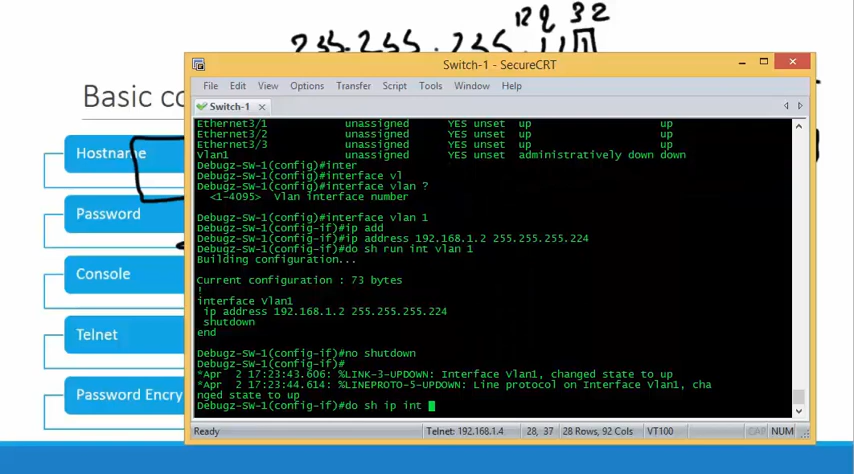 129 32
255.255.255.111
Basic co
Hostname
Password
Console
Telnet
Password Encry
Switch-1 - SecureCRT
File Edit View Options Transfer Script Tools Window Help
Switch-1
Ethernet3/1 unassigned YES unset up up
Ethernet3/2 unassigned YES unset up up
Ethernet3/3 unassigned YES unset up up
Vlan1 unassigned YES unset administratively down down
Debugz-SW-1(config)#inter
Debugz-SW-1(config)#interface vl
Debugz-SW-1(config)#interface vlan ?
<1-4095> Vlan interface number
Debugz-SW-1(config)#interface vlan 1
Debugz-SW-1(config-if)#ip add
Debugz-SW-1(config-if)#ip address 192.168.1.2 255.255.255.224
Debugz-SW-1(config-if)#do sh run int vlan 1
Building configuration...
Current configuration : 73 bytes
!
interface Vlan1
ip address 192.168.1.2 255.255.255.224
shutdown
end
Debugz-SW-1(config-if)#no shutdown
Debugz-SW-1(config-if)#
*Apr 2 17:23:43.606: %LINK-3-UPDOWN: Interface Vlan1, changed state to up
*Apr 2 17:23:44.614: %LINEPROTO-5-UPDOWN: Line protocol on Interface Vlan1, cha
nged state to up
Debugz-SW-1(config-if)#do sh ip int
Ready Telnet: 192.168.1.4 28, 37 28 Rows, 92 Cols VT100 CAP NUM